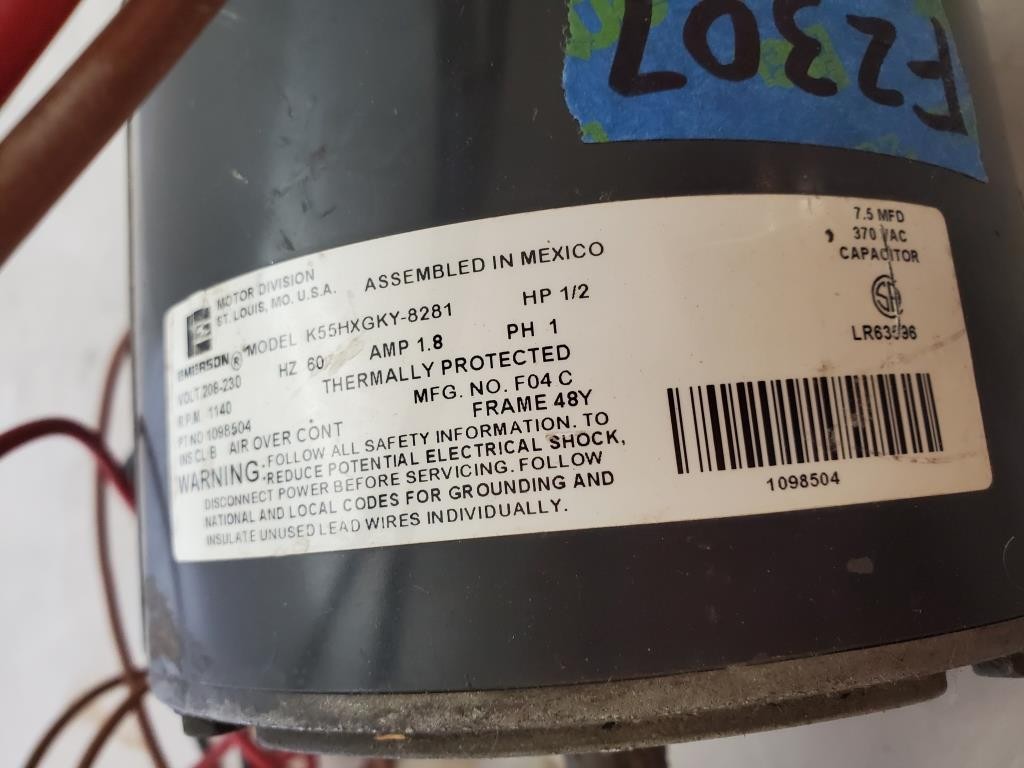 F2307
MOTOR DIVISION
ST. LOUIS, MO. U.S.A.
ASSEMBLED IN MEXICO
EMERSON®
MODEL K55HXGKY-8281
HP 1/2
VOLT 208-230
HZ 60
AMP 1.8
PH 1
R.P.M. 1140
THERMALLY PROTECTED
PT.NO 1098504
MFG. NO. F04 C
INS CL B AIR OVER CONT
FRAME 48Y
WARNING: FOLLOW ALL SAFETY INFORMATION. TO
REDUCE POTENTIAL ELECTRICAL SHOCK,
DISCONNECT POWER BEFORE SERVICING. FOLLOW
NATIONAL AND LOCAL CODES FOR GROUNDING AND
INSULATE UNUSED LEAD WIRES INDIVIDUALLY.
7.5 MFD
370 VAC
CAPACITOR
LR63596
1098504